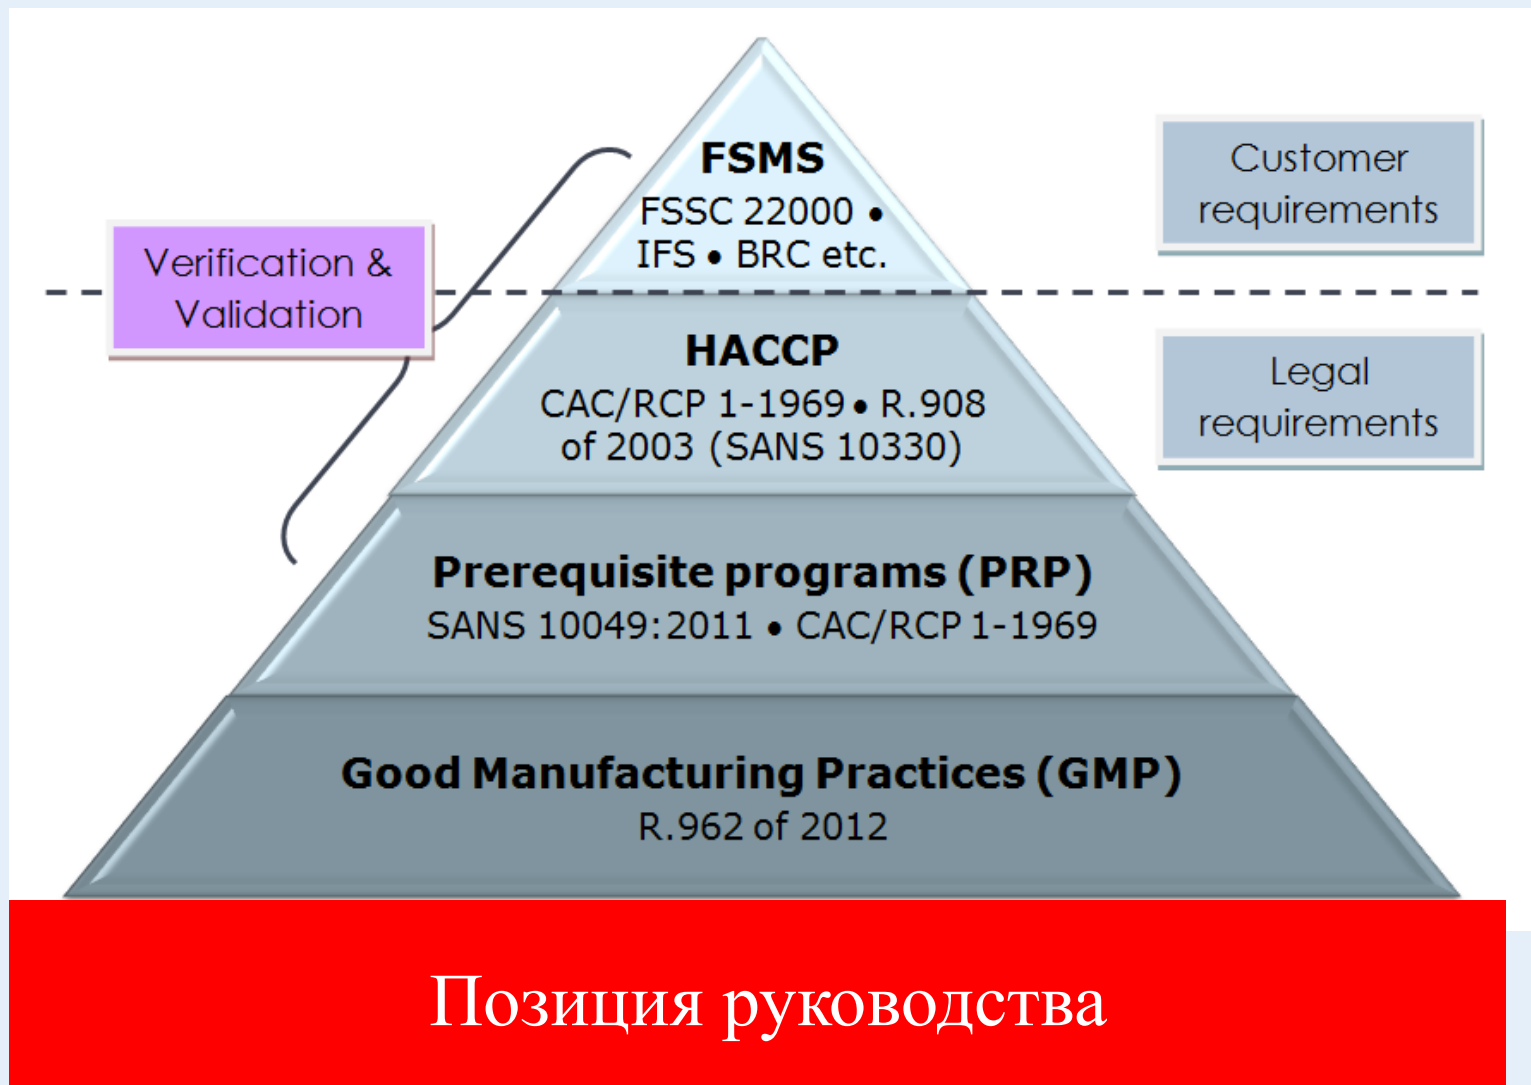 FSMS
FSSC 22000 •
IFS • BRC etc.
Customer
requirements
Verification &
Validation
HACCP
CAC/RCP 1-1969 • R.908
of 2003 (SANS 10330)
Legal
requirements
Prerequisite programs (PRP)
SANS 10049:2011 • CAC/RCP 1-1969
Good Manufacturing Practices (GMP)
R.962 of 2012
Позиция руководства